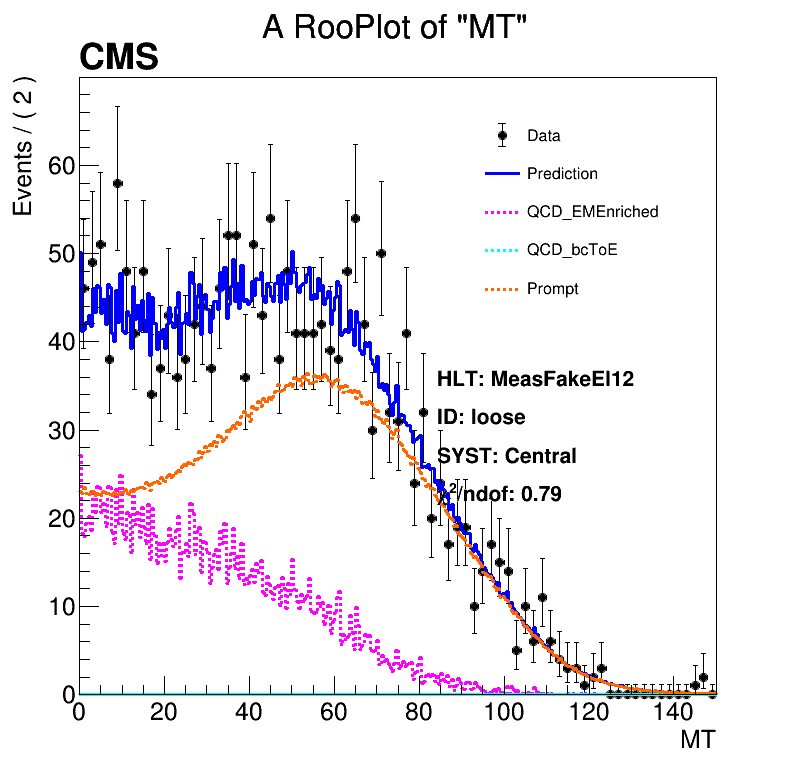 A RooPlot of "MT"
CMS
Events / ( 2 )
60
50
40
30
20
10
0
Data
Prediction
QCD_EMEnriched
QCD_bcToE
Prompt
HLT: MeasFakeEl12
ID: loose
SYST: Central
χ²/ndof: 0.79
0 20 40 60 80 100 120 140
MT